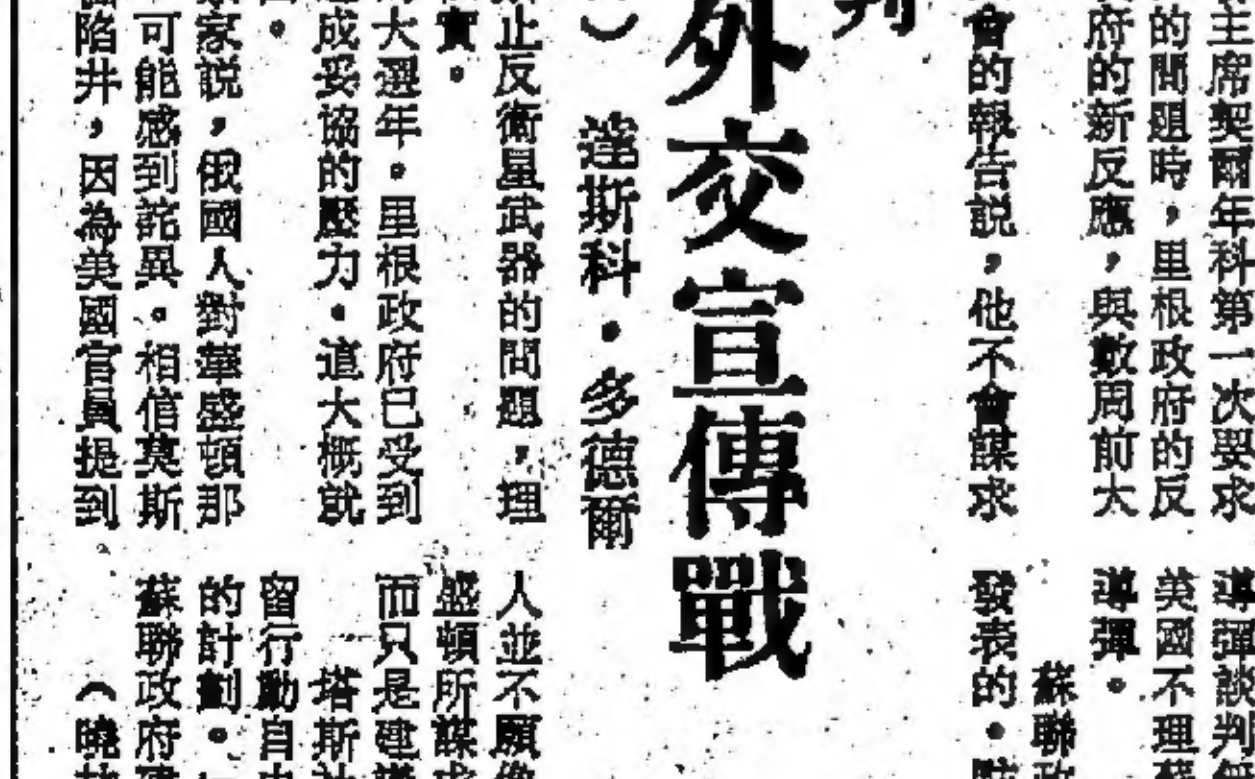 主席契爾年科第一次要求
的問題時，里根政府的反
府的新反應，與數周前大
會的報告説，他不會謀求
導彈談判
美國不理
導彈。
蘇聯
發表的。
外交宣傳戰
達斯科·多德爾
止反衛星武器的問題，理
實。
大選年。里根政府已受到
成妥協的壓力。這大概就
。
家説，俄國人對華盛頓那
可能感到詫異。相信莫斯
陷井，因為美國官員提到
人並不願
盛頓所謀
而只是建
塔斯
留行動自
的計劃。
蘇聯政府
（曉